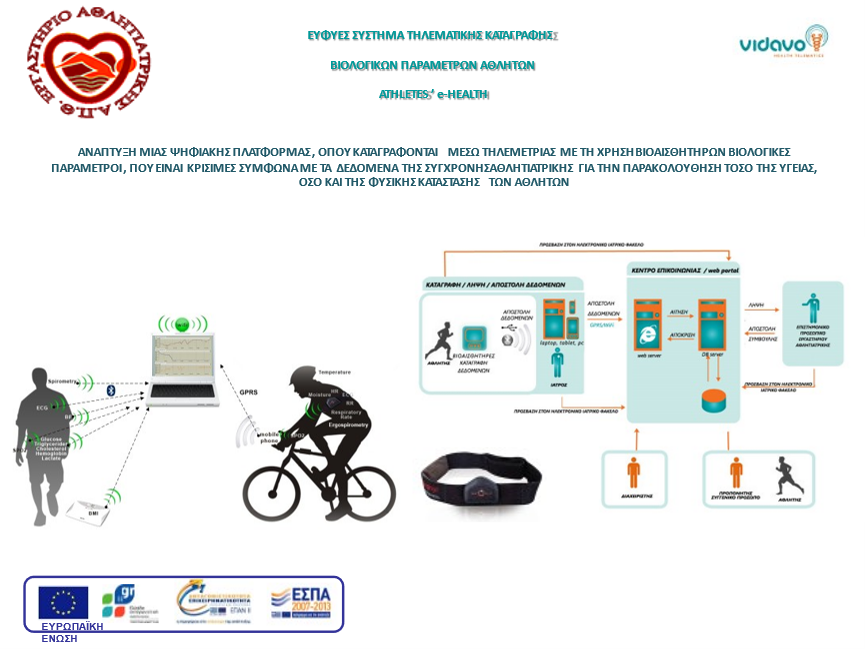 ΕΡΓΑΣΤΗΡΙΟ ΑΘΛΗΤΙΑΤΡΙΚΗΣ Α.Π.Θ.
ΕΥΦΥΕΣ ΣΥΣΤΗΜΑ ΤΗΛΕΜΑΤΙΚΗΣ ΚΑΤΑΓΡΑΦΗΣ
ΒΙΟΛΟΓΙΚΩΝ ΠΑΡΑΜΕΤΡΩΝ ΑΘΛΗΤΩΝ
ATHLETES' e-HEALTH
vidavo
HEALTH TELEMATICS
ΑΝΑΠΤΥΞΗ ΜΙΑΣ ΨΗΦΙΑΚΗΣ ΠΛΑΤΦΟΡΜΑΣ, ΟΠΟΥ ΚΑΤΑΓΡΑΦΟΝΤΑΙ ΜΕΣΩ ΤΗΛΕΜΕΤΡΙΑΣ ΜΕ ΤΗ ΧΡΗΣΗ ΒΙΟΑΙΣΘΗΤΗΡΩΝ ΒΙΟΛΟΓΙΚΕΣ
ΠΑΡΑΜΕΤΡΟΙ, ΠΟΥ ΕΙΝΑΙ ΚΡΙΣΙΜΕΣ ΣΥΜΦΩΝΑ ΜΕ ΤΑ ΔΕΔΟΜΕΝΑ ΤΗΣ ΣΥΓΧΡΟΝΗΣ ΑΘΛΗΤΙΑΤΡΙΚΗΣ ΓΙΑ ΤΗΝ ΠΑΡΑΚΟΛΟΥΘΗΣΗ ΤΟΣΟ ΤΗΣ ΥΓΕΙΑΣ,
ΟΣΟ ΚΑΙ ΤΗΣ ΦΥΣΙΚΗΣ ΚΑΤΑΣΤΑΣΗΣ ΤΩΝ ΑΘΛΗΤΩΝ
Spirometry
ECG
Glucose
Triglycerides
Cholesterol
Hemoglobin
Lactate
GPRS
mobile
phone
Temperature
Moisture
HR
Respiratory
Rate
Ergospirometry
ΠΡΟΣΒΑΣΗ ΣΤΟΝ ΗΛΕΚΤΡΟΝΙΚΟ ΙΑΤΡΙΚΟ ΦΑΚΕΛΟ
ΚΑΤΑΓΡΑΦΗ / ΛΗΨΗ / ΑΠΟΣΤΟΛΗ ΔΕΔΟΜΕΝΩΝ
ΚΕΝΤΡΟ ΕΠΙΚΟΙΝΩΝΙΑΣ / web portal
ΑΘΛΗΤΗΣ
ΒΙΟΑΙΣΘΗΤΗΡΕΣ
ΚΑΤΑΓΡΑΦΗ
ΔΕΔΟΜΕΝΩΝ
ΑΠΟΣΤΟΛΗ
ΔΕΔΟΜΕΝΩΝ
laptop, tablet, pc
ΙΑΤΡΟΣ
ΑΠΟΣΤΟΛΗ
ΔΕΔΟΜΕΝΩΝ
GPRS/WiFi
web server
ΑΙΤΗΣΗ
ΑΠΟΚΡΙΣΗ
DB server
ΛΗΨΗ
ΑΠΟΣΤΟΛΗ
ΣΥΜΒΟΥΛΗΣ
ΕΠΙΣΤΗΜΟΝΙΚΟ
ΠΡΟΣΩΠΙΚΟ
ΕΡΓΑΣΤΗΡΙΟΥ
ΑΘΛΗΤΙΑΤΡΙΚΗΣ
ΠΡΟΣΒΑΣΗ ΣΤΟΝ ΗΛΕΚΤΡΟΝΙΚΟ
ΙΑΤΡΙΚΟ ΦΑΚΕΛΟ
ΠΡΟΣΒΑΣΗ ΣΤΟΝ ΗΛΕΚΤΡΟΝΙΚΟ ΙΑΤΡΙΚΟ ΦΑΚΕΛΟ
ΔΙΑΧΕΙΡΙΣΤΗΣ
ΠΡΟΠΟΝΗΤΗΣ
ΣΥΓΓΕΝΙΚΟ ΠΡΟΣΩΠΟ
ΑΘΛΗΤΗΣ
ΕΥΡΩΠΑΪΚΗ
ΕΝΩΣΗ
gr
ΕΠΙΧΕΙΡΗΜΑΤΙΚΟΤΗΤΑ
ΕΣΠΑ
2007-2013